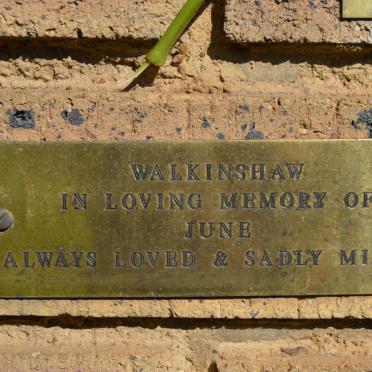 WALKINSHAW
IN LOVING MEMORY OF
JUNE
ALWAYS LOVED & SADLY MI